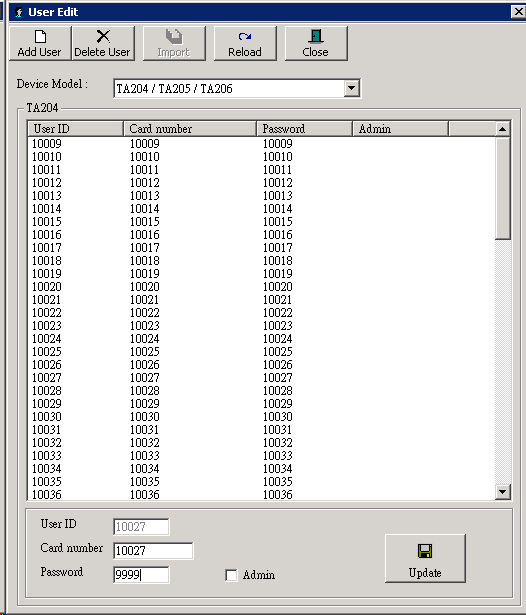 User Edit
Add User Delete User Import Reload Close
Device Model : TA204 / TA205 / TA206
TA204
User ID Card number Password Admin
10009 10009 10009
10010 10010 10010
10011 10011 10011
10012 10012 10012
10013 10013 10013
10014 10014 10014
10015 10015 10015
10016 10016 10016
10017 10017 10017
10018 10018 10018
10019 10019 10019
10020 10020 10020
10021 10021 10021
10022 10022 10022
10023 10023 10023
10024 10024 10024
10025 10025 10025
10026 10026 10026
10027 10027 10027
10028 10028 10028
10029 10029 10029
10030 10030 10030
10031 10031 10031
10032 10032 10032
10033 10033 10033
10034 10034 10034
10035 10035 10035
10036 10036 10036
User ID 10027
Card number 10027
Password 9999 Admin
Update